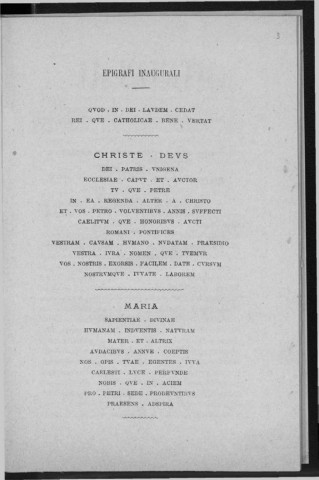 3
EPIGRAFI INAUGURALI
QVOD . IN . DEI . LAVDEM . CEDAT
REI . QVE . CATHOLICAE . BENE . VERTAT
CHRISTE . DEVS
DEI . PATRIS . VNIGENA
ECCLESIAE . CAPVT . ET . AVCTOR
TV . QVE . PETRE
IN . EA . REGENDA . ALTER . A . CHRISTO
ET . VOS . PETRO . VOLVENTIBVS . ANNIS . SVFFECTI
CAELITVM . QVE . HONORIBVS . AVCTI
ROMANI . PONTIFICES
VESTRAM . CAVSAM . HVMANO . NVDATAM . PRAESIDIO
VESTRA . IVRA . NOMEN . QVE . TVEMVR
VOS . NOSTRIS . EXORSIS . FACILEM . DATE . CVRSVM
NOSTRVMQVE . IVVATE . LABOREM
MARIA
SAPIENTIAE . DIVINAE
HVMANAM . INDVENTIS . NATVRAM
MATER . ET . ALTRIX
AVDACIBVS . ANNVE . COEPTIS
NOS . OPIS . TVAE . EGENTES . IVVA
CAELESTI . LVCE . PERFVNDE
NOBIS . QVE . IN . ACIEM
PRO . PETRI . SEDE . PRODEVNTIBVS
PRAESENS . ADSPIRA